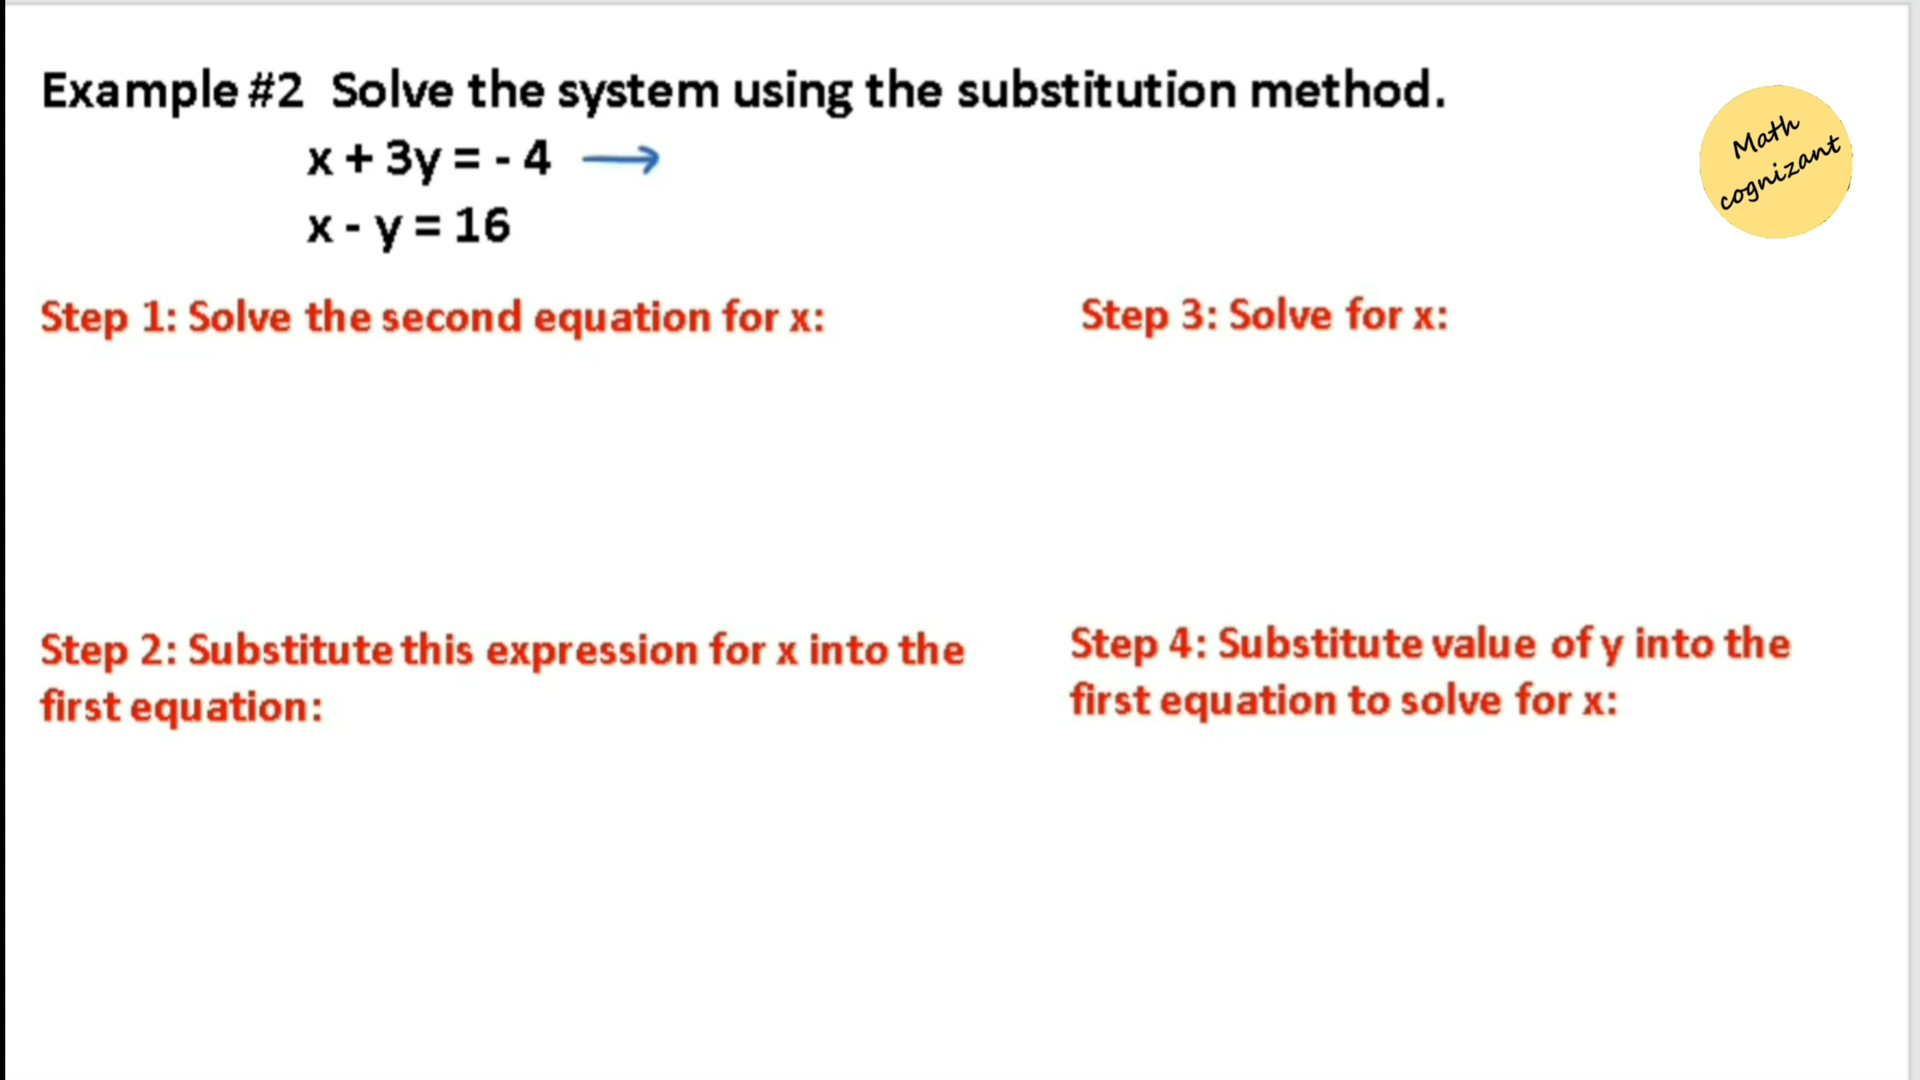 Example #2 Solve the system using the substitution method.
x + 3y = - 4 →
x - y = 16
Math
cognizant
Step 1: Solve the second equation for x:
Step 3: Solve for x:
Step 2: Substitute this expression for x into the
first equation:
Step 4: Substitute value of y into the
first equation to solve for x: